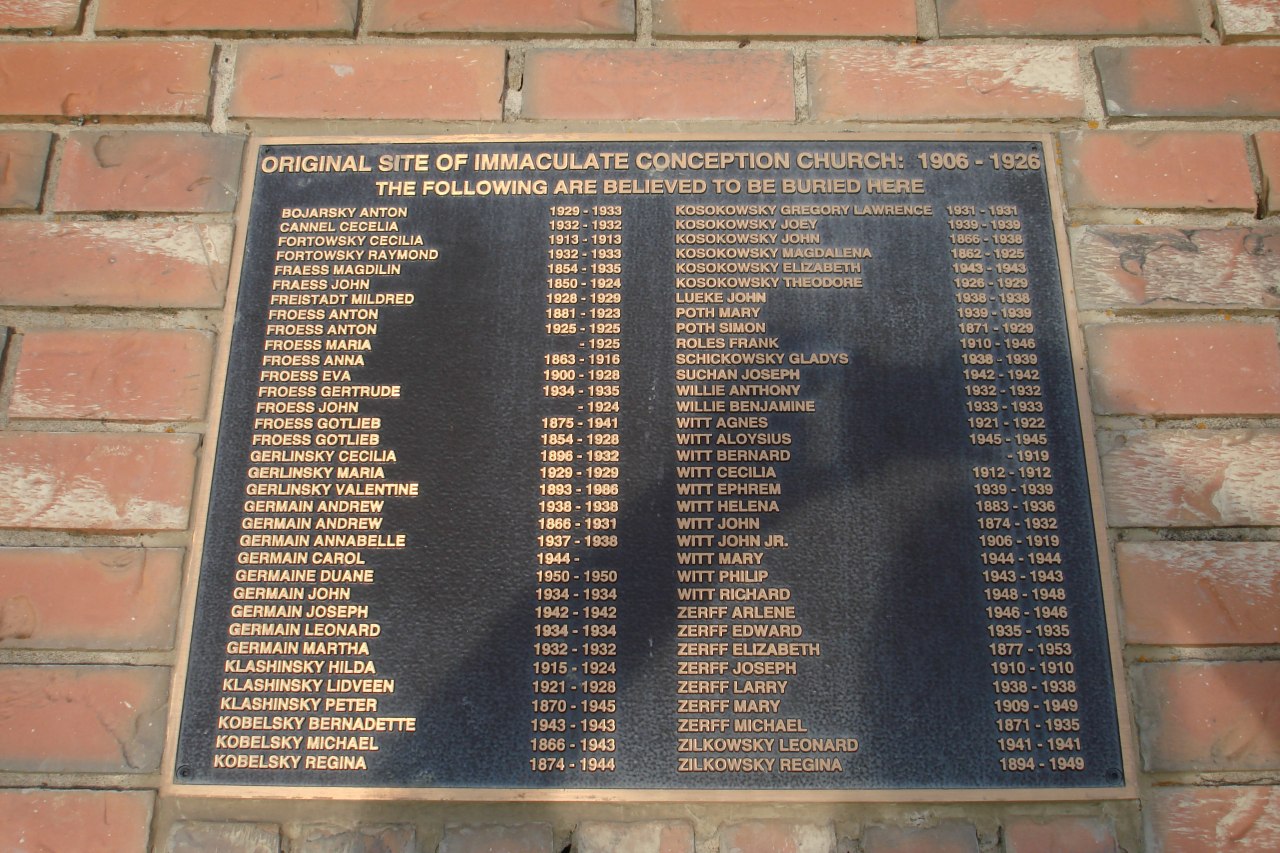 ORIGINAL SITE OF IMMACULATE CONCEPTION CHURCH: 1906 - 1926
THE FOLLOWING ARE BELIEVED TO BE BURIED HERE
BOJARSKY ANTON 1929 - 1933
CANNEL CECELIA 1932 - 1932
FORTOWSKY CECILIA 1913 - 1913
FORTOWSKY RAYMOND 1932 - 1933
FRAESS MAGDILIN 1854 - 1935
FRAESS JOHN 1850 - 1924
FREISTADT MILDRED 1928 - 1929
FROESS ANTON 1881 - 1923
FROESS ANTON 1925 - 1925
FROESS MARIA - 1925
FROESS ANNA 1863 - 1916
FROESS EVA 1900 - 1928
FROESS GERTRUDE 1934 - 1935
FROESS JOHN - 1924
FROESS GOTLIEB 1875 - 1941
FROESS GOTLIEB 1854 - 1928
GERLINSKY CECILIA 1896 - 1932
GERLINSKY MARIA 1929 - 1929
GERLINSKY VALENTINE 1893 - 1986
GERMAIN ANDREW 1938 - 1938
GERMAIN ANDREW 1866 - 1931
GERMAIN ANNABELLE 1937 - 1938
GERMAIN CAROL 1944 -
GERMAINE DUANE 1950 - 1950
GERMAIN JOHN 1934 - 1934
GERMAIN JOSEPH 1942 - 1942
GERMAIN LEONARD 1934 - 1934
GERMAIN MARTHA 1932 - 1932
KLASHINSKY HILDA 1915 - 1924
KLASHINSKY LIDVEEN 1921 - 1928
KLASHINSKY PETER 1870 - 1945
KOBELSKY BERNADETTE 1943 - 1943
KOBELSKY MICHAEL 1866 - 1943
KOBELSKY REGINA 1874 - 1944
KOSOKOWSKY GREGORY LAWRENCE 1931 - 1931
KOSOKOWSKY JOEY 1939 - 1939
KOSOKOWSKY JOHN 1866 - 1938
KOSOKOWSKY MAGDALENA 1862 - 1925
KOSOKOWSKY ELIZABETH 1943 - 1943
KOSOKOWSKY THEODORE 1926 - 1929
LUEKE JOHN 1938 - 1938
POTH MARY 1939 - 1939
POTH SIMON 1871 - 1929
ROLES FRANK 1910 - 1946
SCHICKOWSKY GLADYS 1938 - 1939
SUCHAN JOSEPH 1942 - 1942
WILLIE ANTHONY 1932 - 1932
WILLIE BENJAMINE 1933 - 1933
WITT AGNES 1921 - 1922
WITT ALOYSIUS 1945 - 1945
WITT BERNARD - 1919
WITT CECILIA 1912 - 1912
WITT EPHREM 1939 - 1939
WITT HELENA 1883 - 1936
WITT JOHN 1874 - 1932
WITT JOHN JR. 1906 - 1919
WITT MARY 1944 - 1944
WITT PHILIP 1943 - 1943
WITT RICHARD 1948 - 1948
ZERFF ARLENE 1946 - 1946
ZERFF EDWARD 1935 - 1935
ZERFF ELIZABETH 1877 - 1953
ZERFF JOSEPH 1910 - 1910
ZERFF LARRY 1938 - 1938
ZERFF MARY 1909 - 1949
ZERFF MICHAEL 1871 - 1935
ZILKOWSKY LEONARD 1941 - 1941
ZILKOWSKY REGINA 1894 - 1949